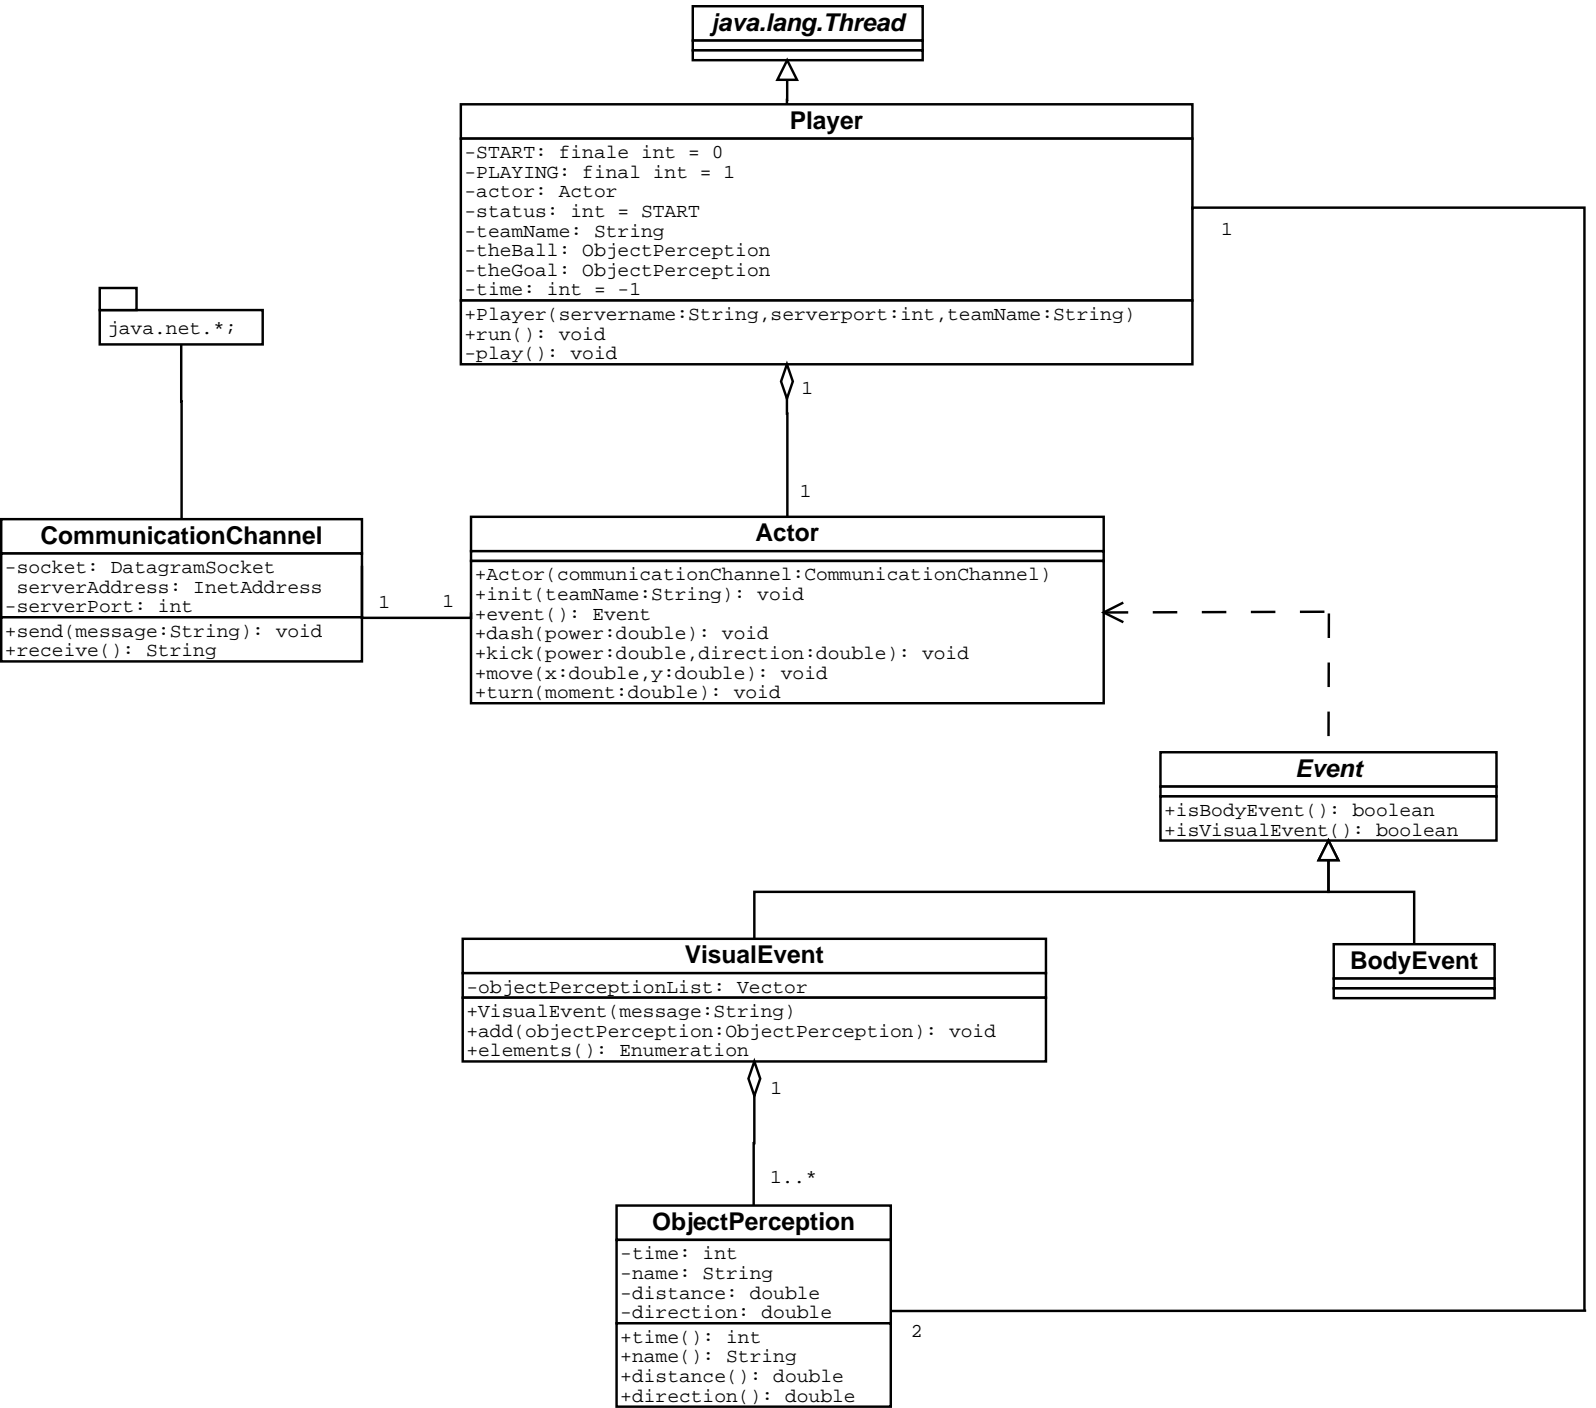 java.lang.Thread
Player
-START: finale int = 0
-PLAYING: final int = 1
-actor: Actor
-status: int = START
-teamName: String
-theBall: ObjectPerception
-theGoal: ObjectPerception
-time: int = -1
+Player(servername:String,serverport:int,teamName:String)
+run(): void
-play(): void
1
java.net.*;
1
1
CommunicationChannel
-socket: DatagramSocket
serverAddress: InetAddress
-serverPort: int
+send(message:String): void
+receive(): String
1
1
Actor
+Actor(communicationChannel:CommunicationChannel)
+init(teamName:String): void
+event(): Event
+dash(power:double): void
+kick(power:double,direction:double): void
+move(x:double,y:double): void
+turn(moment:double): void
Event
+isBodyEvent(): boolean
+isVisualEvent(): boolean
VisualEvent
-objectPerceptionList: Vector
+VisualEvent(message:String)
+add(objectPerception:ObjectPerception): void
+elements(): Enumeration
BodyEvent
1
1..*
ObjectPerception
-time: int
-name: String
-distance: double
-direction: double
+time(): int
+name(): String
+distance(): double
+direction(): double
2